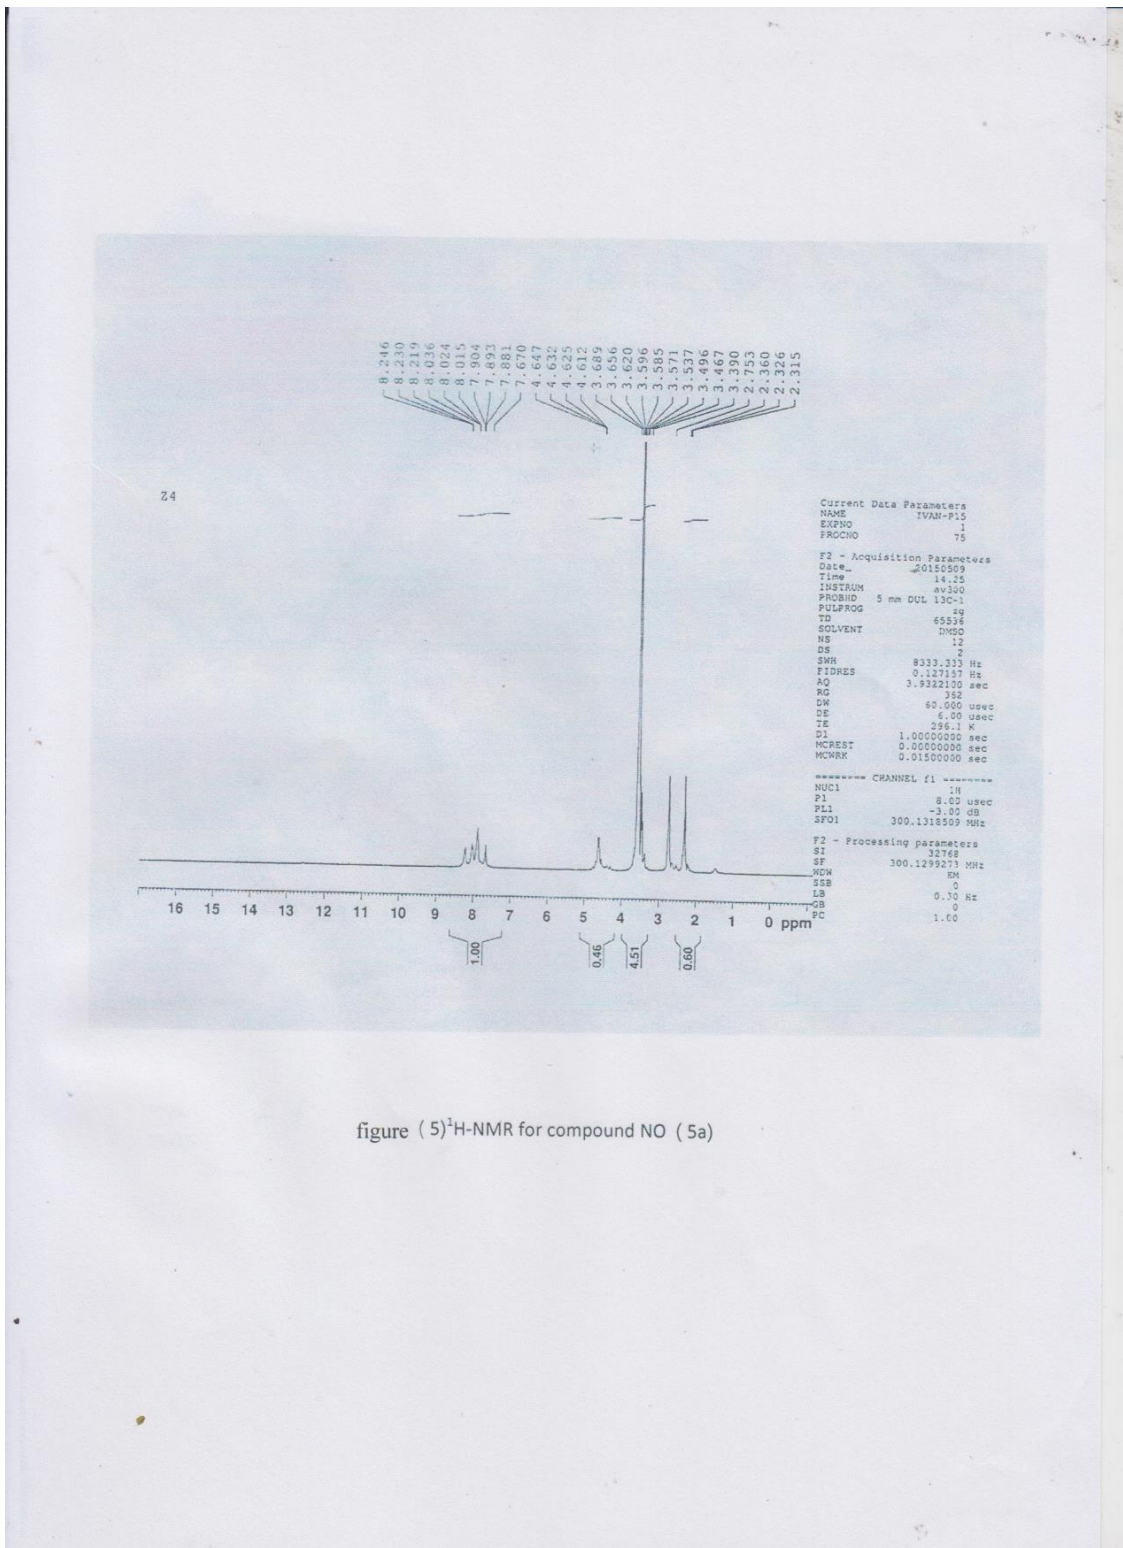 8.246
8.230
8.219
8.036
8.024
8.015
7.904
7.893
7.881
7.670
4.647
4.632
4.625
4.612
3.689
3.656
3.620
3.596
3.585
3.571
3.537
3.496
3.467
3.390
2.753
2.360
2.326
2.315
Z4
Current Data Parameters
NAME IVAN-P15
EXPNO 1
PROCNO 75
F2 - Acquisition Parameters
Date_ 20150509
Time 14.25
INSTRUM av300
PROBHD 5 mm DUL 13C-1
PULPROG zg
TD 65536
SOLVENT DMSO
NS 12
DS 2
SWH 8333.333 Hz
FIDRES 0.127157 Hz
AQ 3.9322100 sec
RG 362
DW 60.000 usec
DE 6.00 usec
TE 296.1 K
D1 1.00000000 sec
MCREST 0.00000000 sec
MCWRK 0.01500000 sec
======== CHANNEL f1 ========
NUC1 1H
P1 8.00 usec
PL1 -3.00 dB
SFO1 300.1318509 MHz
F2 - Processing parameters
SI 32768
SF 300.1299273 MHz
WDW EM
SSB 0
LB 0.30 Hz
GB 0
PC 1.00
16 15 14 13 12 11 10 9 8 7 6 5 4 3 2 1 0 ppm
1.00 0.46 4.51 0.60
figure ( 5)¹H-NMR for compound NO ( 5a)